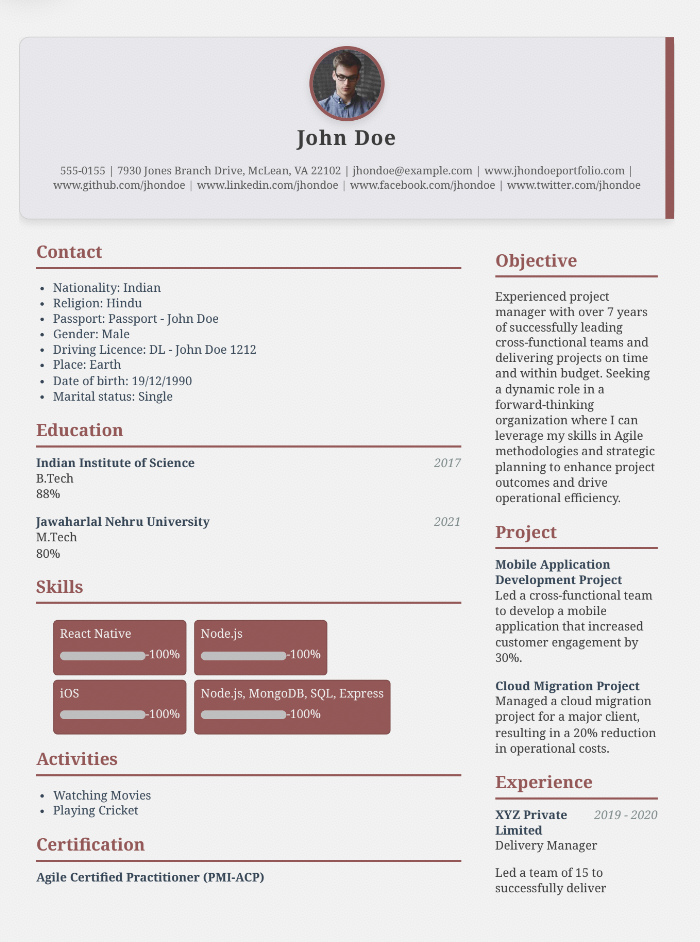 John Doe
555-0155 | 7930 Jones Branch Drive, McLean, VA 22102 | jhondoe@example.com | www.jhondoeportfolio.com |
www.github.com/jhondoe | www.linkedin.com/jhondoe | www.facebook.com/jhondoe | www.twitter.com/jhondoe
Contact
• Nationality: Indian
• Religion: Hindu
• Passport: Passport - John Doe
• Gender: Male
• Driving Licence: DL - John Doe 1212
• Place: Earth
• Date of birth: 19/12/1990
• Marital status: Single
Education
Indian Institute of Science 2017
B.Tech
88%
Jawaharlal Nehru University 2021
M.Tech
80%
Skills
React Native
-100%
Node.js
-100%
iOS
-100%
Node.js, MongoDB, SQL, Express
-100%
Activities
• Watching Movies
• Playing Cricket
Certification
Agile Certified Practitioner (PMI-ACP)
Objective
Experienced project
manager with over 7 years
of successfully leading
cross-functional teams and
delivering projects on time
and within budget. Seeking
a dynamic role in a
forward-thinking
organization where I can
leverage my skills in Agile
methodologies and strategic
planning to enhance project
outcomes and drive
operational efficiency.
Project
Mobile Application
Development Project
Led a cross-functional team
to develop a mobile
application that increased
customer engagement by
30%.
Cloud Migration Project
Managed a cloud migration
project for a major client,
resulting in a 20% reduction
in operational costs.
Experience
XYZ Private 2019 - 2020
Limited
Delivery Manager
Led a team of 15 to
successfully deliver